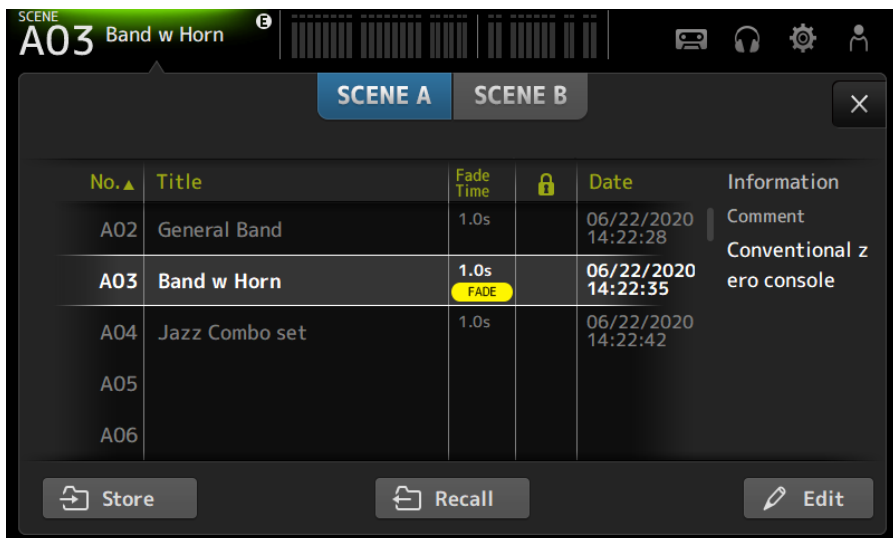 SCENE
A03 Band w Horn E
SCENE A SCENE B
No.▲ Title Fade Time Date Information
A02 General Band 1.0s 06/22/2020 14:22:28
Comment
Conventional z
ero console
A03 Band w Horn 1.0s FADE 06/22/2020 14:22:35
A04 Jazz Combo set 1.0s 06/22/2020 14:22:42
A05
A06
Store Recall Edit